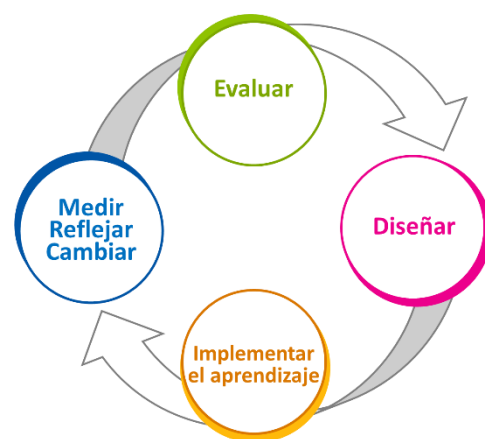 Evaluar
Diseñar
Implementar
el aprendizaje
Medir
Reflejar
Cambiar